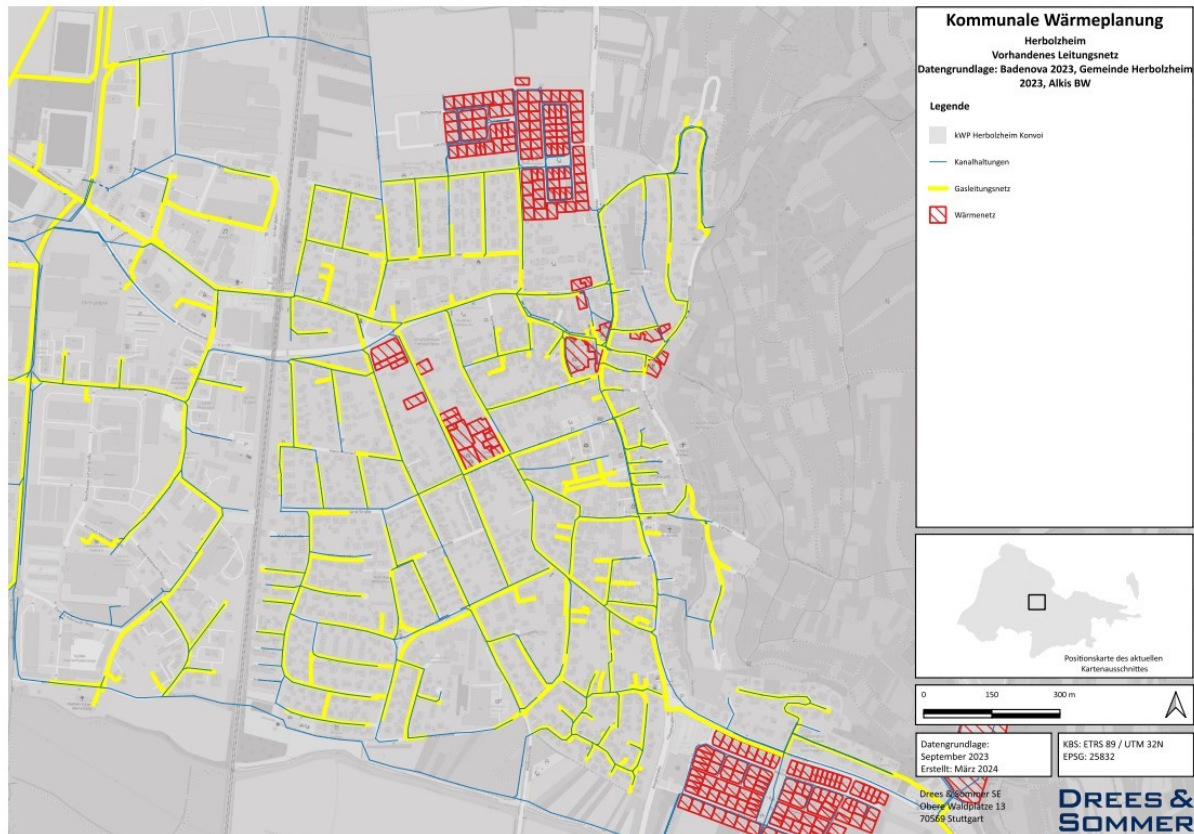 Kommunale Wärmeplanung
Herbolzheim
Vorhandenes Leitungsnetz
Datengrundlage: Badenova 2023, Gemeinde Herbolzheim
2023, Alkis BW
Legende
kWP Herbolzheim Konvoi
Kanalhaltungen
Gasleitungsnetz
Wärmenetz
Positionskarte des aktuellen
Kartenausschnittes
0 150 300 m
Datengrundlage:
September 2023
Erstellt: März 2024
KBS: ETRS 89 / UTM 32N
EPSG: 25832
Drees & Sommer SE
Obere Waldplätze 13
70569 Stuttgart
DREES &
SOMMER